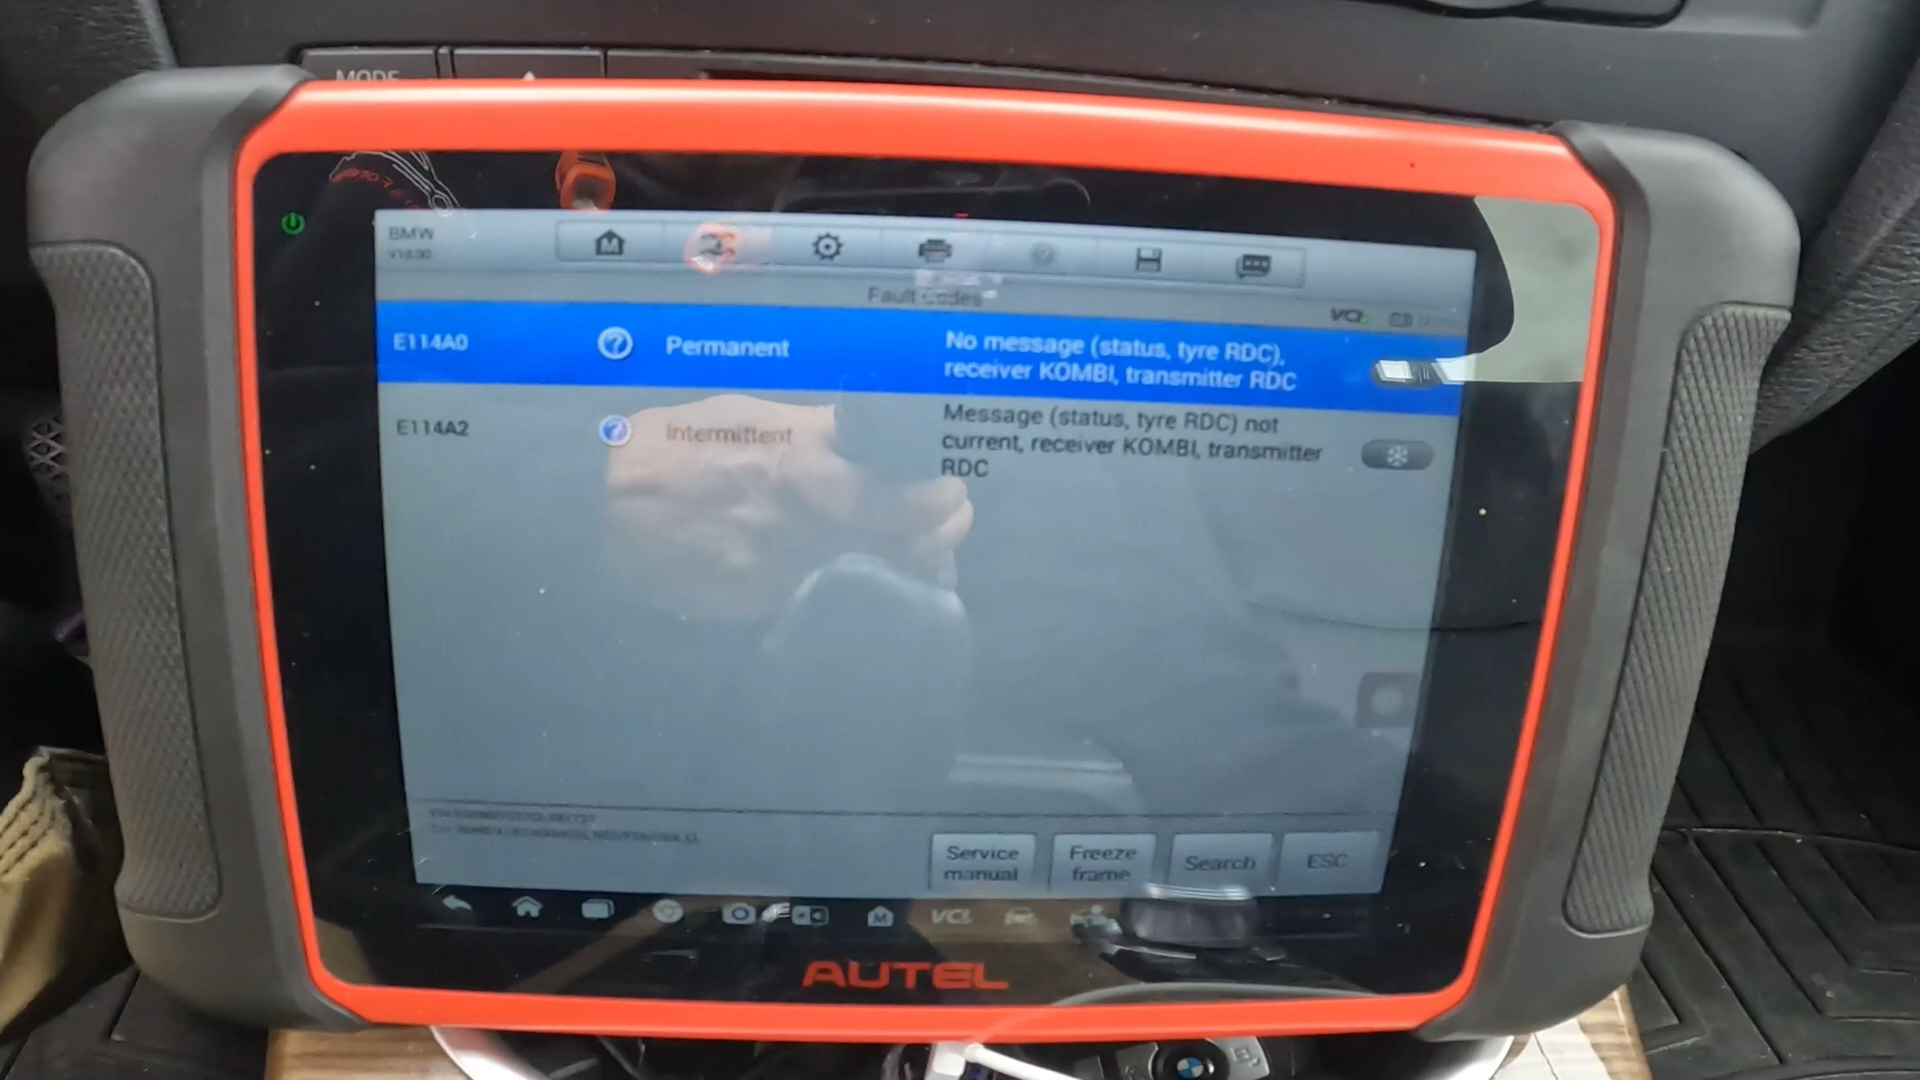 MODE
BMW
Fault Codes
VCI
E114A0
Permanent
No message (status, tyre RDC),
receiver KOMBI, transmitter RDC
E114A2
Intermittent
Message (status, tyre RDC) not
current, receiver KOMBI, transmitter
RDC
Service
manual
Freeze
frame
Search
ESC
VCI
AUTEL